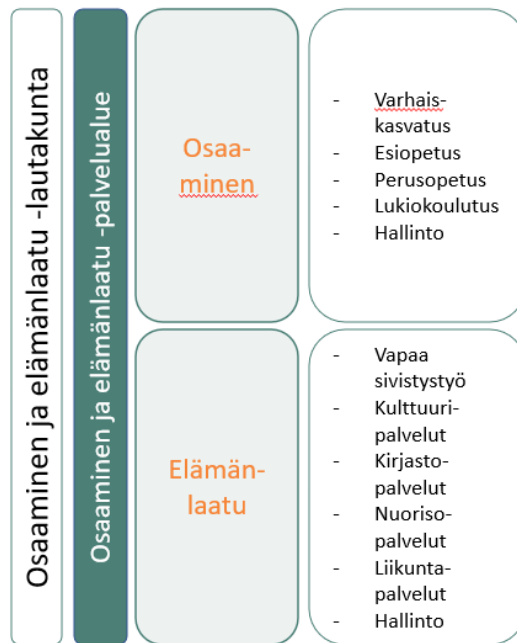 Osaaminen ja elämänlaatu -lautakunta
Osaaminen ja elämänlaatu -palvelualue
Osaa-
minen
- Varhais-
kasvatus
- Esiopetus
- Perusopetus
- Lukiokoulutus
- Hallinto
Elämän-
laatu
- Vapaa
sivistystyö
- Kulttuuri-
palvelut
- Kirjasto-
palvelut
- Nuoriso-
palvelut
- Liikunta-
palvelut
- Hallinto